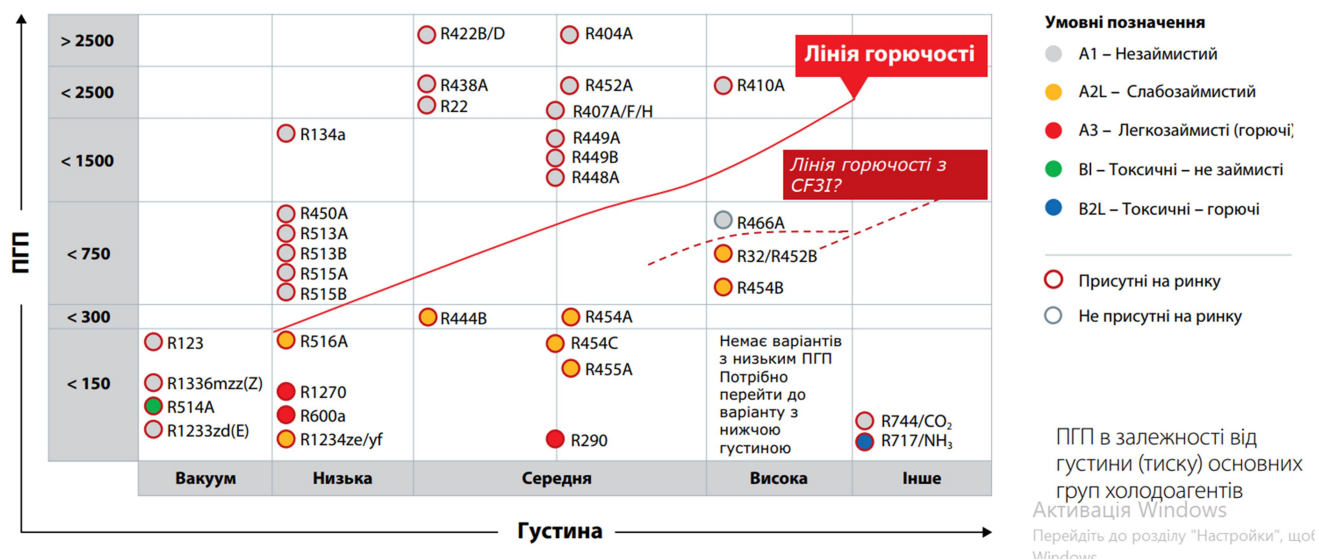 ПГП
> 2500
< 2500
< 1500
< 750
< 300
< 150
R422B/D
R404A
R438A
R22
R452A
R407A/F/H
R410A
R134a
R449A
R449B
R448A
Лінія горючості
Лінія горючості з
CF3I?
R450A
R513A
R513B
R515A
R515B
R466A
R32/R452B
R454B
R444B
R454A
R123
R1336mzz(Z)
R514A
R1233zd(E)
R516A
R1270
R600a
R1234ze/yf
R454C
R455A
R290
Немає варіантів
з низьким ПГП
Потрібно
перейти до
варіанту з
нижчою
густиною
R744/CO₂
R717/NH₃
Вакуум
Низька
Середня
Висока
Інше
Густина
Умовні позначення
A1 – Незаймистий
A2L – Слабозаймистий
A3 – Легкозаймисті (горючі)
Bl – Токсичні – не займисті
B2L – Токсичні – горючі
Присутні на ринку
Не присутні на ринку
ПГП в залежності від
густини (тиску) основних
груп холодоагентів
Активація Windows
Перейдіть до розділу "Настройки", щоб
Windows.